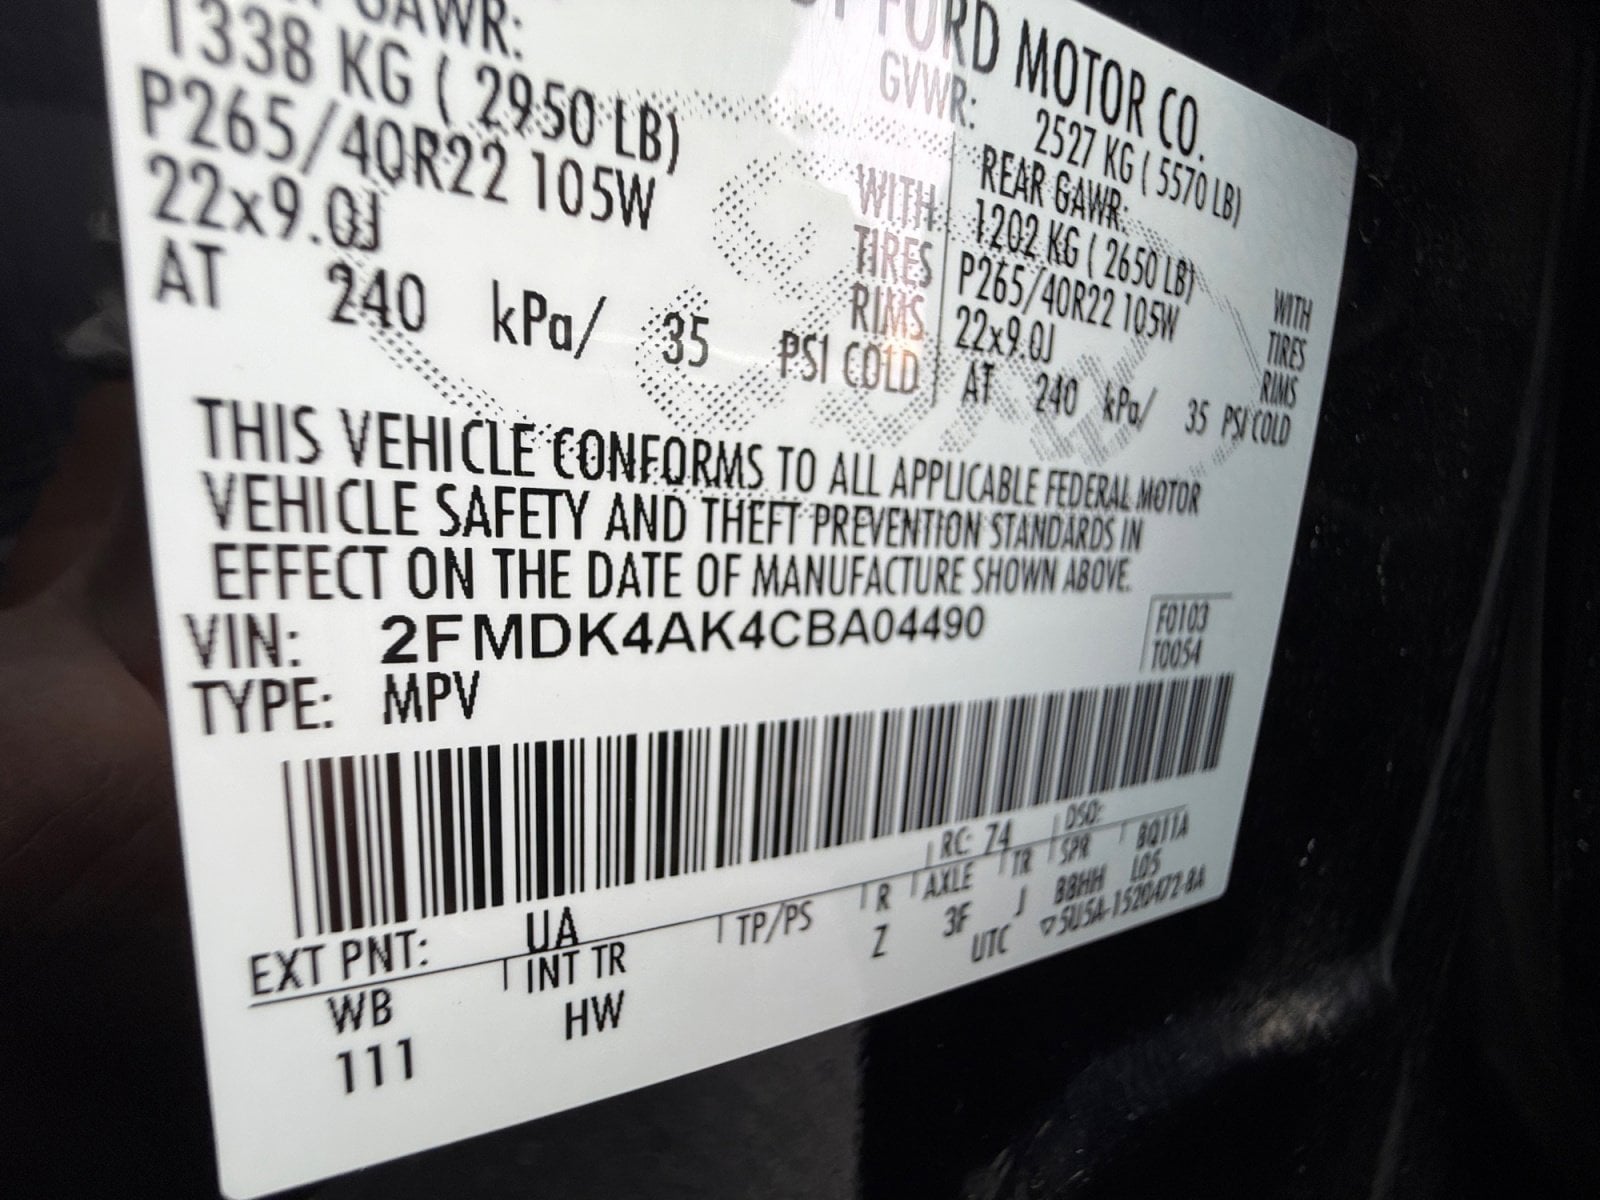 GAWR:
1338 KG ( 2950 LB)
P265/40R22 105W
22x9.0J
AT 240 kPa/ 35 PSI COLD
WITH
TIRES
RIMS
FORD MOTOR CO.
GVWR: 2527 KG ( 5570 LB)
REAR GAWR:
1202 KG ( 2650 LB)
P265/40R22 105W
22x9.0J
AT 240 kPa/ 35 PSI COLD
WITH
TIRES
RIMS
THIS VEHICLE CONFORMS TO ALL APPLICABLE FEDERAL MOTOR
VEHICLE SAFETY AND THEFT PREVENTION STANDARDS IN
EFFECT ON THE DATE OF MANUFACTURE SHOWN ABOVE.
VIN: 2FMDK4AK4CBA04490
TYPE: MPV
F0103
T0054
EXT PNT: UA RC: 74 DSO:
WB INT TR TP/PS R AXLE TR SPR BQ11A
111 HW Z 3F J BBHH L05
UTC ▽5U5A-1520472-BA